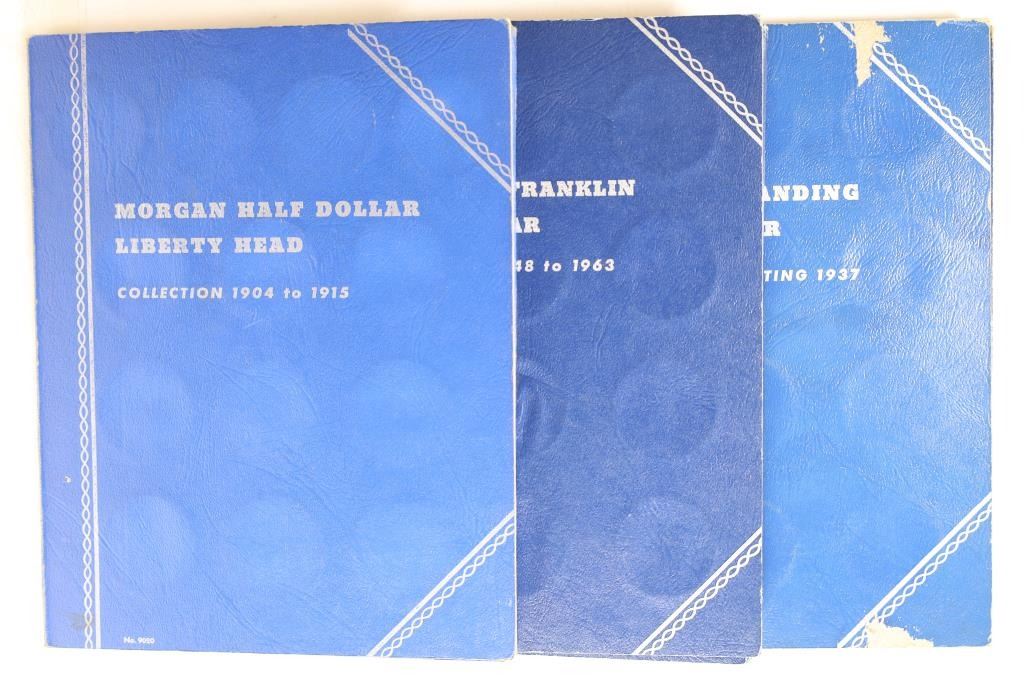 MORGAN HALF DOLLAR
LIBERTY HEAD
COLLECTION 1904 to 1915
No. 9020
FRANKLIN
AR
48 to 1963
ANDING
R
TING 1937